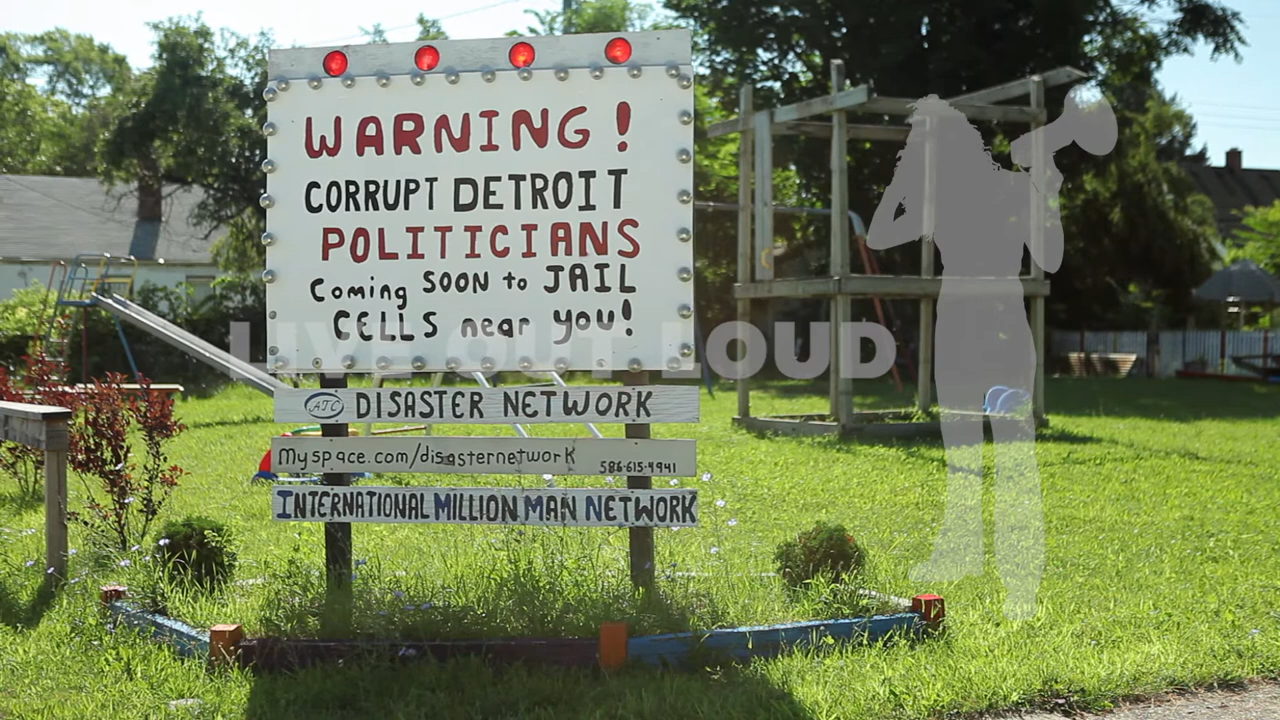 WARNING!
CORRUPT DETROIT
POLITICIANS
Coming SOON to JAIL
CELLS near you!
LIVE OUT LOUD
ATC DISASTER NETWORK
Myspace.com/disasternetwork 586-615-4941
INTERNATIONAL MILLION MAN NETWORK